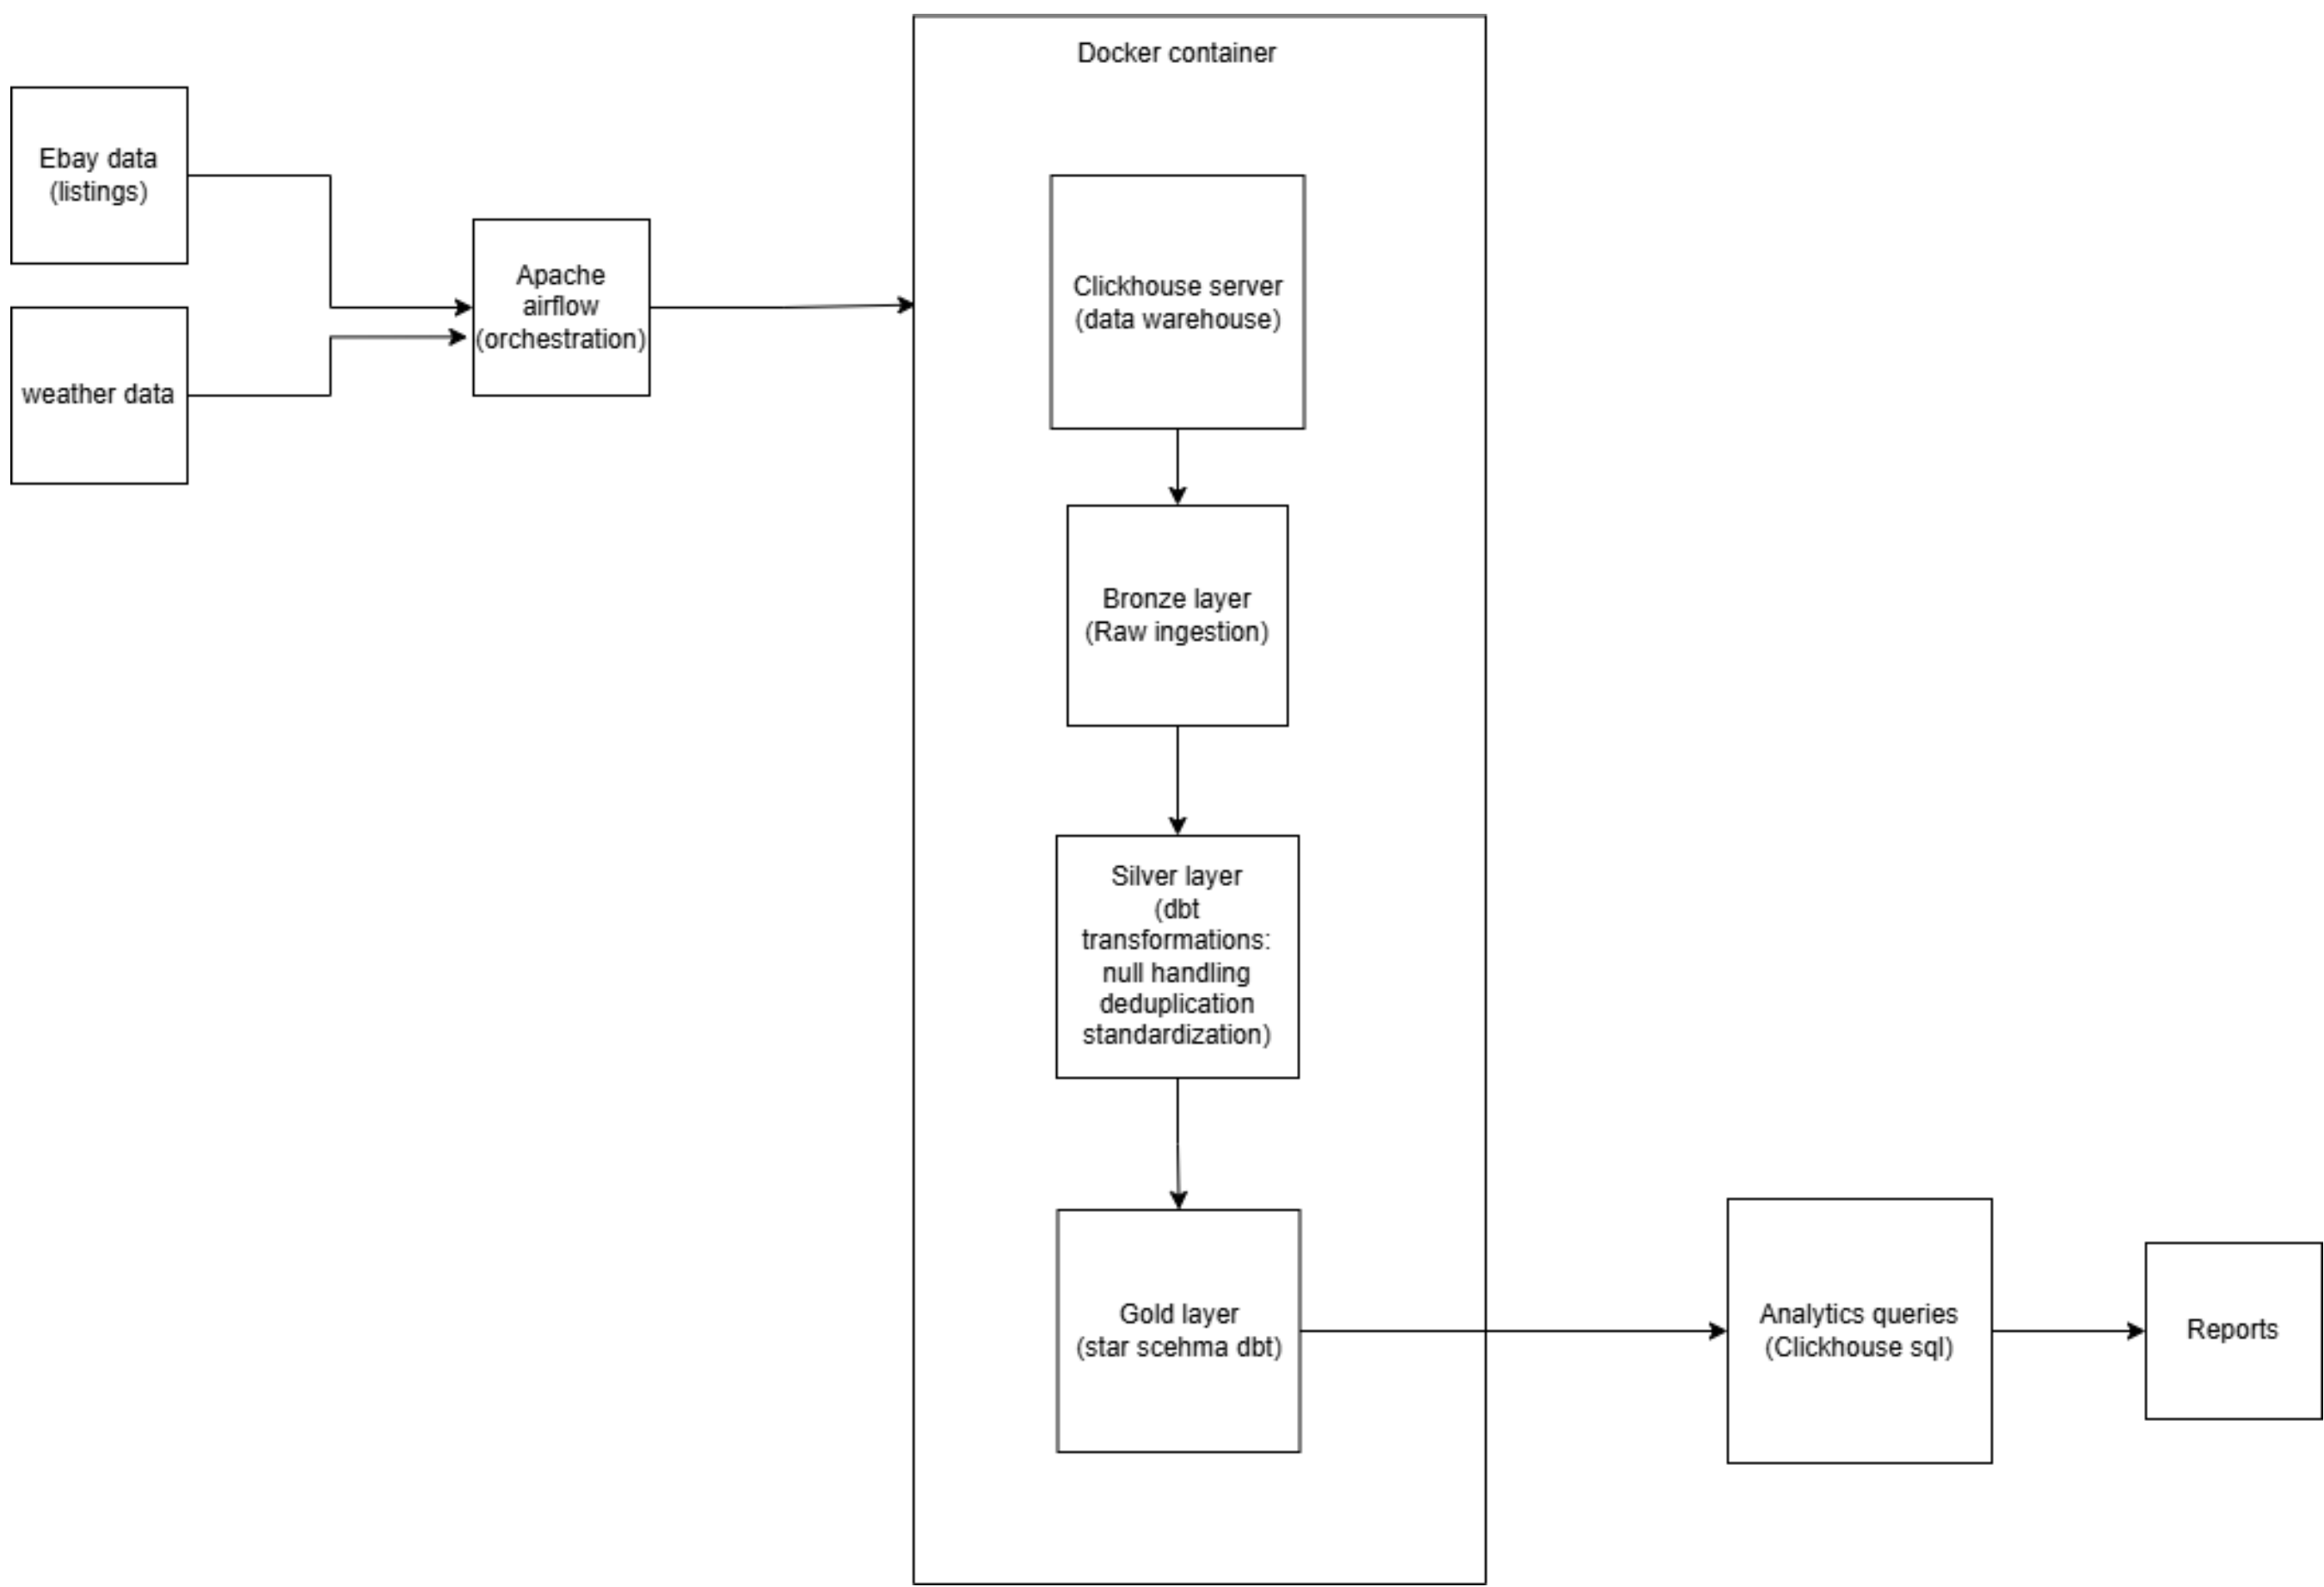 Docker container
Ebay data
(listings)
weather data
Apache
airflow
(orchestration)
Clickhouse server
(data warehouse)
Bronze layer
(Raw ingestion)
Silver layer
(dbt
transformations:
null handling
deduplication
standardization)
Gold layer
(star scehma dbt)
Analytics queries
(Clickhouse sql)
Reports